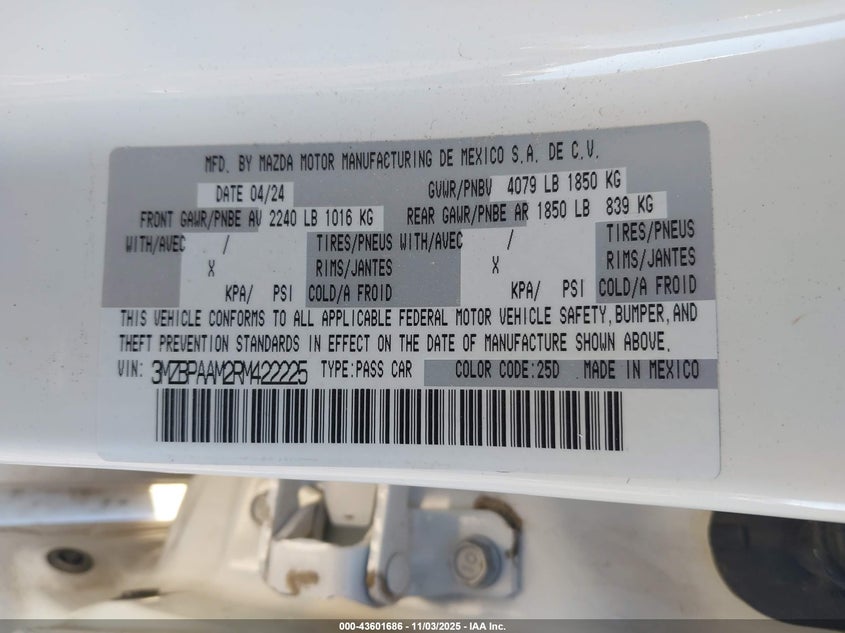 MFD. BY MAZDA MOTOR MANUFACTURING DE MEXICO S.A. DE C.V.
DATE 04/24 GVWR/PNBV 4079 LB 1850 KG
FRONT GAWR/PNBE AV 2240 LB 1016 KG REAR GAWR/PNBE AR 1850 LB 839 KG
WITH/AVEC / TIRES/PNEUS WITH/AVEC / TIRES/PNEUS
X RIMS/JANTES X RIMS/JANTES
KPA/ PSI COLD/A FROID KPA/ PSI COLD/A FROID
THIS VEHICLE CONFORMS TO ALL APPLICABLE FEDERAL MOTOR VEHICLE SAFETY, BUMPER, AND
THEFT PREVENTION STANDARDS IN EFFECT ON THE DATE OF MANUFACTURE SHOWN ABOVE.
VIN: 3MZBPAAM2RM422225 TYPE:PASS CAR COLOR CODE:25D MADE IN MEXICO
000-43601686 - 11/03/2025 - IAA Inc.